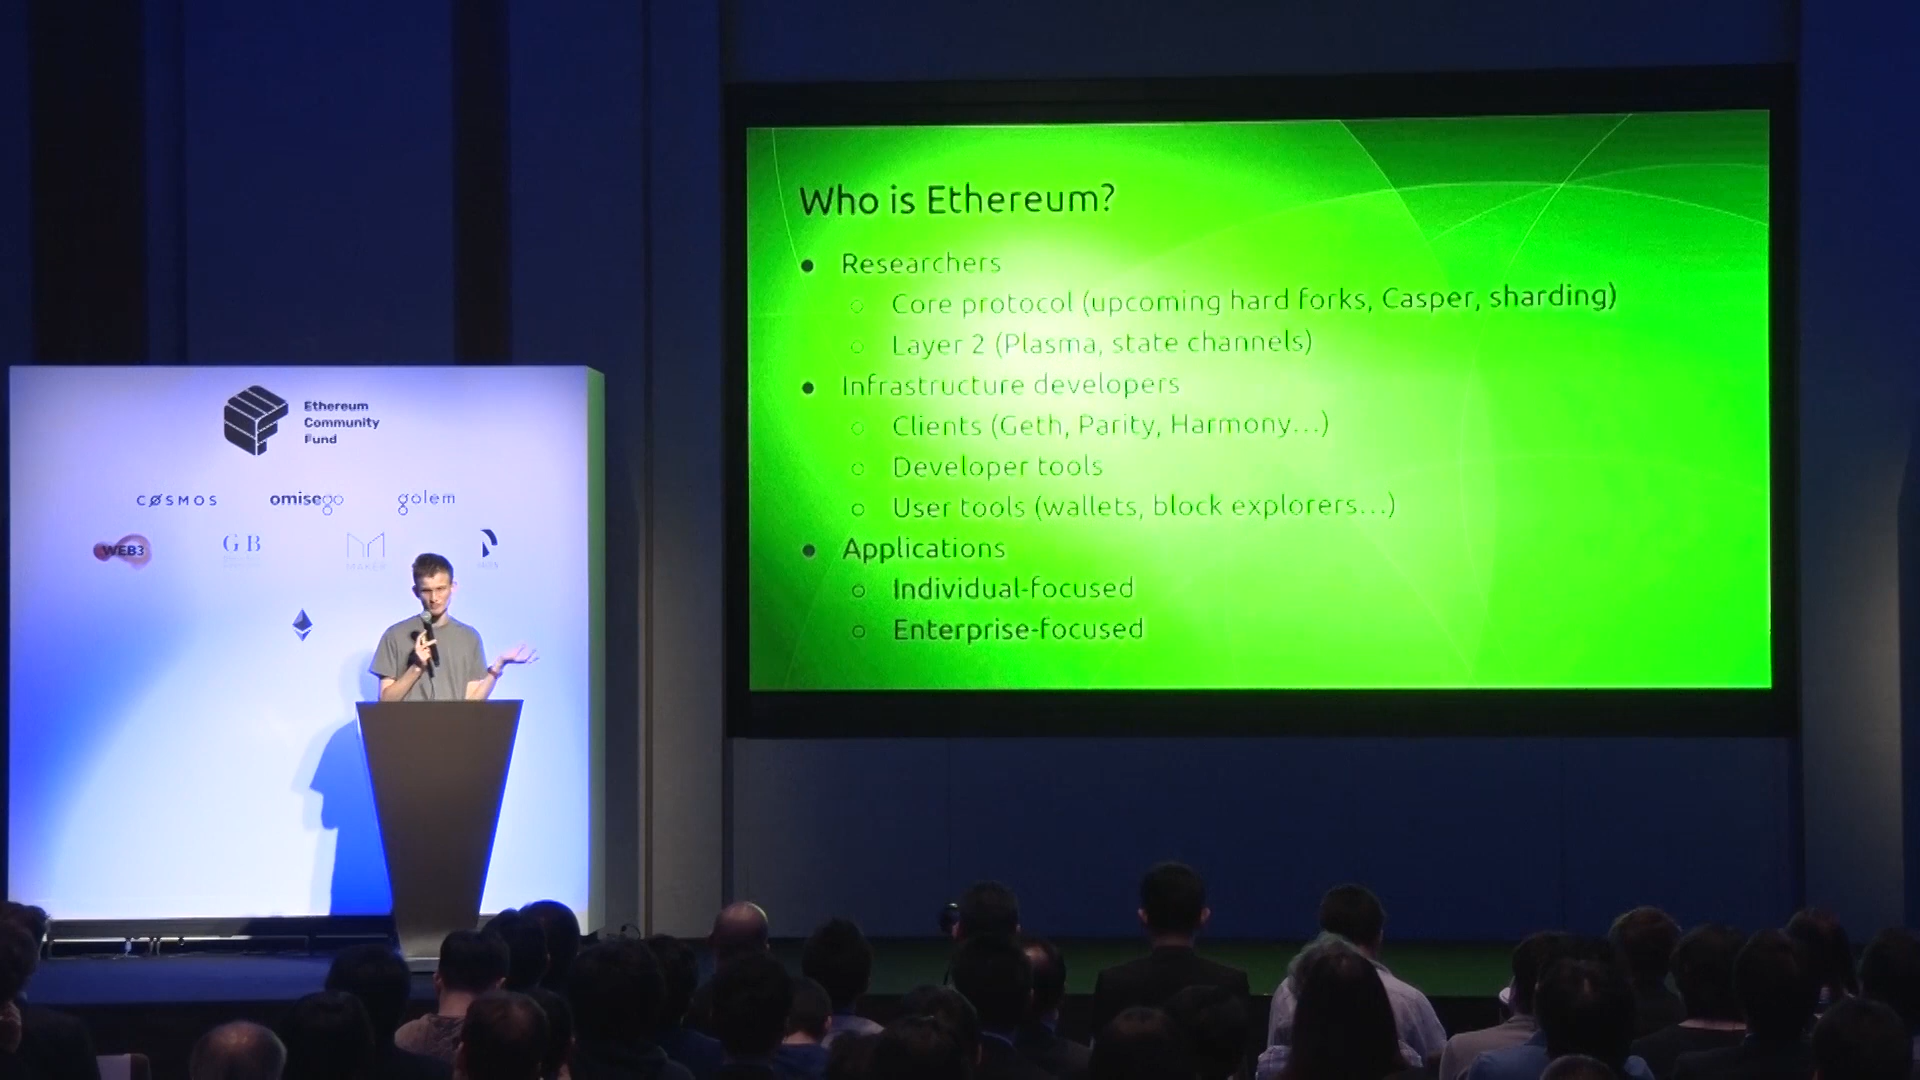 Who is Ethereum?
Researchers
Core protocol (upcoming hard forks, Casper, sharding)
Layer 2 (Plasma, state channels)
Infrastructure developers
Clients (Geth, Parity, Harmony...)
Developer tools
User tools (wallets, block explorers...)
Applications
Individual-focused
Enterprise-focused
Ethereum
Community
Fund
CØSMOS omisego golem
WEB3 GB MAKER